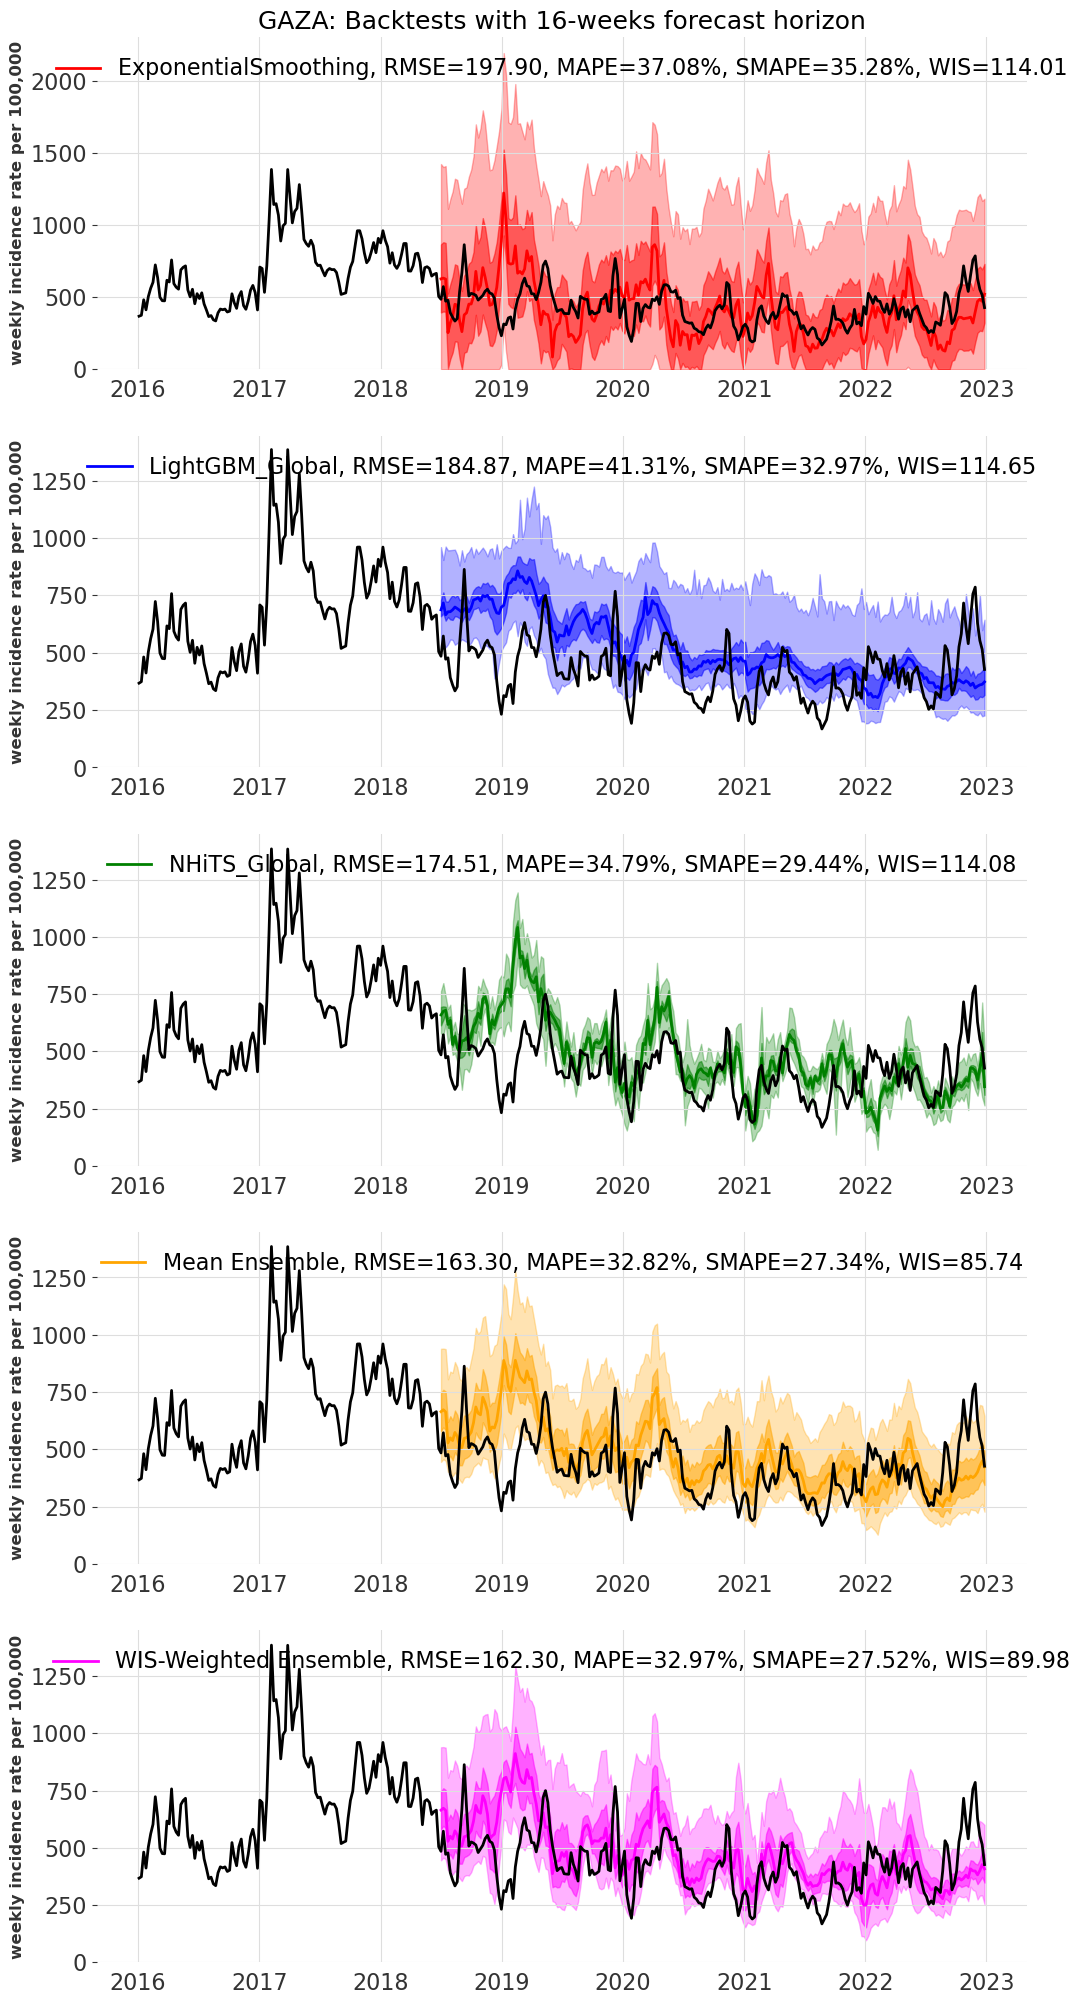 GAZA: Backtests with 16-weeks forecast horizon
ExponentialSmoothing, RMSE=197.90, MAPE=37.08%, SMAPE=35.28%, WIS=114.01
weekly incidence rate per 100,000
2000
1500
1000
500
0
2016 2017 2018 2019 2020 2021 2022 2023
LightGBM_Global, RMSE=184.87, MAPE=41.31%, SMAPE=32.97%, WIS=114.65
weekly incidence rate per 100,000
1250
1000
750
500
250
0
2016 2017 2018 2019 2020 2021 2022 2023
NHiTS_Global, RMSE=174.51, MAPE=34.79%, SMAPE=29.44%, WIS=114.08
weekly incidence rate per 100,000
1250
1000
750
500
250
0
2016 2017 2018 2019 2020 2021 2022 2023
Mean Ensemble, RMSE=163.30, MAPE=32.82%, SMAPE=27.34%, WIS=85.74
weekly incidence rate per 100,000
1250
1000
750
500
250
0
2016 2017 2018 2019 2020 2021 2022 2023
WIS-Weighted Ensemble, RMSE=162.30, MAPE=32.97%, SMAPE=27.52%, WIS=89.98
weekly incidence rate per 100,000
1250
1000
750
500
250
0
2016 2017 2018 2019 2020 2021 2022 2023